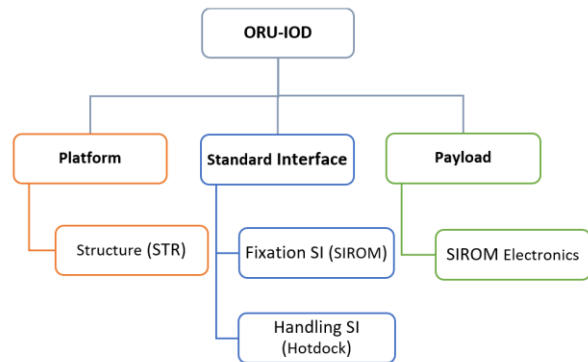 ORU-IOD
Platform
Standard Interface
Payload
Structure (STR)
Fixation SI (SIROM)
SIROM Electronics
Handling SI
(Hotdock)